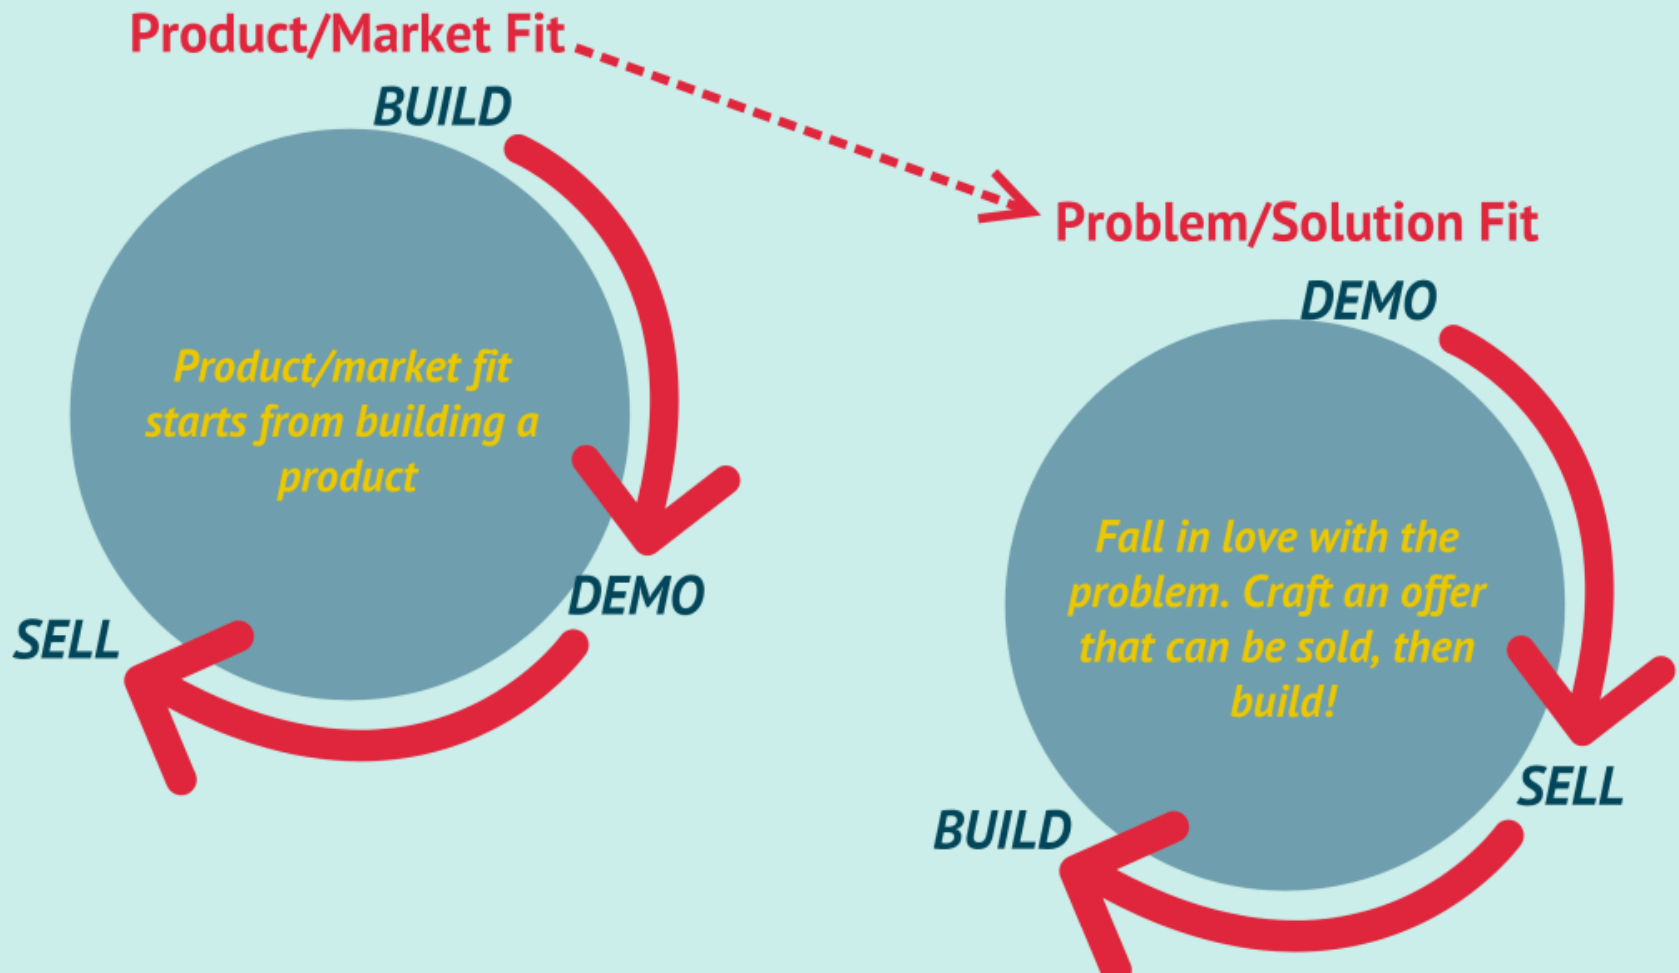 Product/Market Fit
BUILD
Product/market fit
starts from building a
product
DEMO
SELL
Problem/Solution Fit
DEMO
Fall in love with the
problem. Craft an offer
that can be sold, then
build!
SELL
BUILD